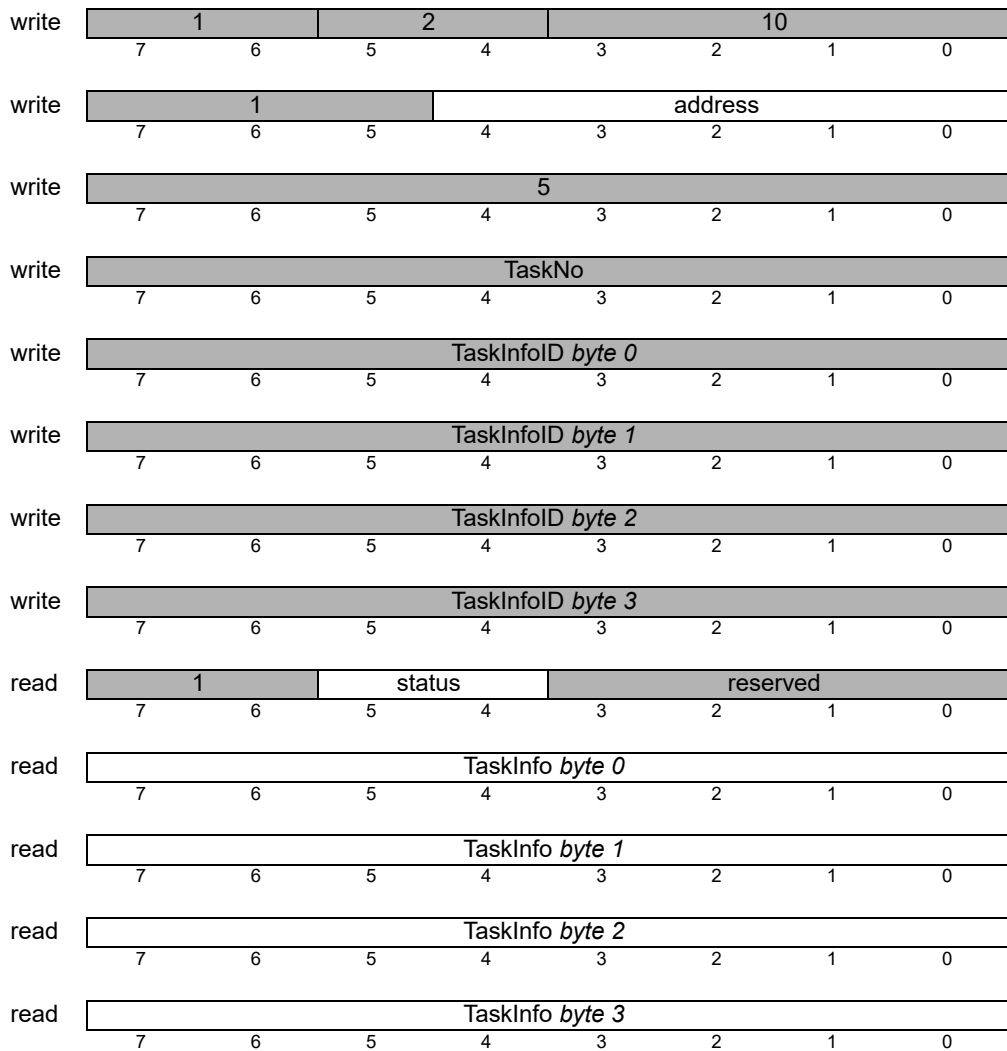 write 1 2 10
7 6 5 4 3 2 1 0
write 1 address
7 6 5 4 3 2 1 0
write 5
7 6 5 4 3 2 1 0
write TaskNo
7 6 5 4 3 2 1 0
write TaskInfoID byte 0
7 6 5 4 3 2 1 0
write TaskInfoID byte 1
7 6 5 4 3 2 1 0
write TaskInfoID byte 2
7 6 5 4 3 2 1 0
write TaskInfoID byte 3
7 6 5 4 3 2 1 0
read 1 status reserved
7 6 5 4 3 2 1 0
read TaskInfo byte 0
7 6 5 4 3 2 1 0
read TaskInfo byte 1
7 6 5 4 3 2 1 0
read TaskInfo byte 2
7 6 5 4 3 2 1 0
read TaskInfo byte 3
7 6 5 4 3 2 1 0